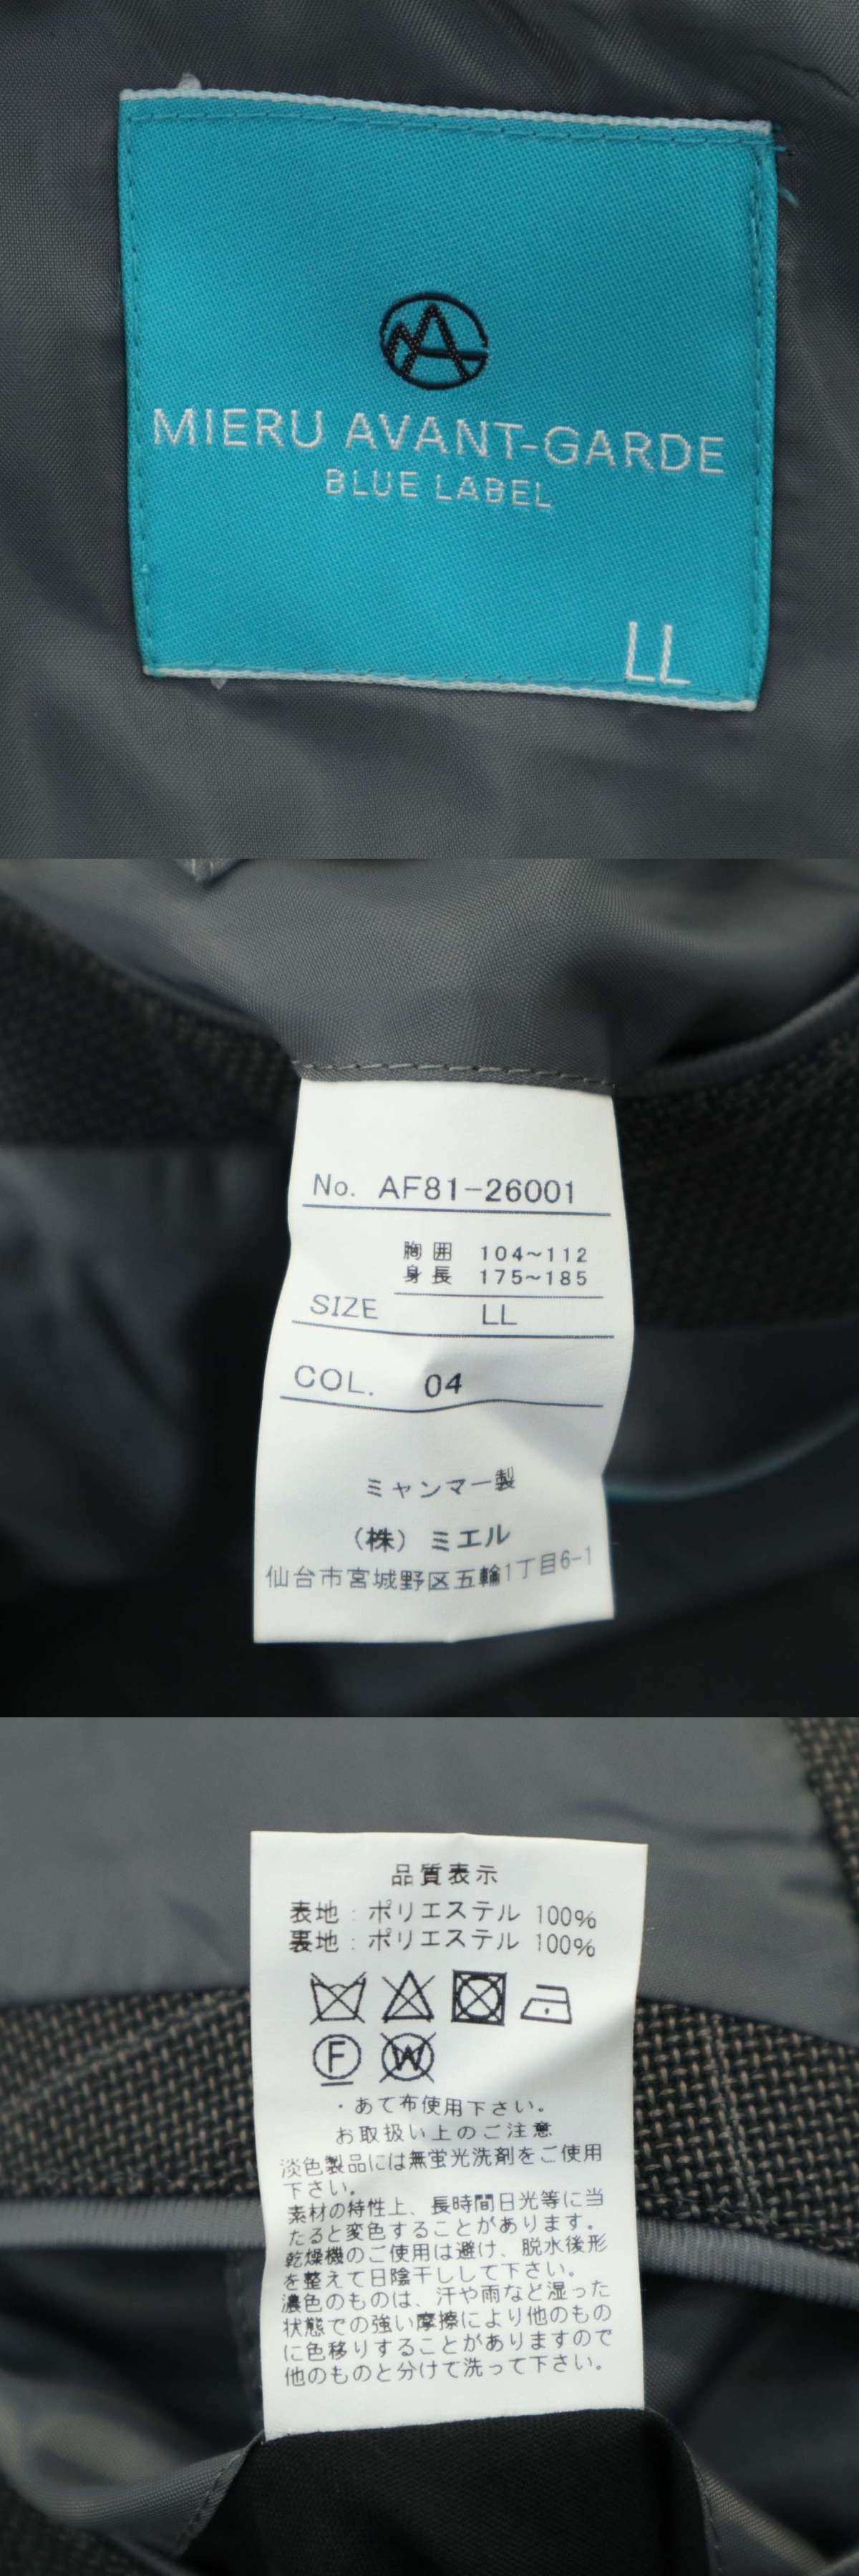 MIERU AVANT-GARDE
BLUE LABEL
LL
No. AF81-26001
胸囲 104~112
身長 175~185
SIZE LL
COL. 04
ミャンマー製
(株) ミエル
仙台市宮城野区五輪1丁目6-1
品質表示
表地:ポリエステル 100%
裏地:ポリエステル 100%
F W
・あて布使用下さい。
お取扱い上のご注意
淡色製品には無蛍光洗剤をご使用
下さい。
素材の特性上、長時間日光等に当
たると変色することがあります。
乾燥機のご使用は避け、脱水後形
を整えて日陰干しして下さい。
濃色のものは、汗や雨など湿った
状態での強い摩擦により他のもの
に色移りすることがありますので
他のものと分けて洗って下さい。